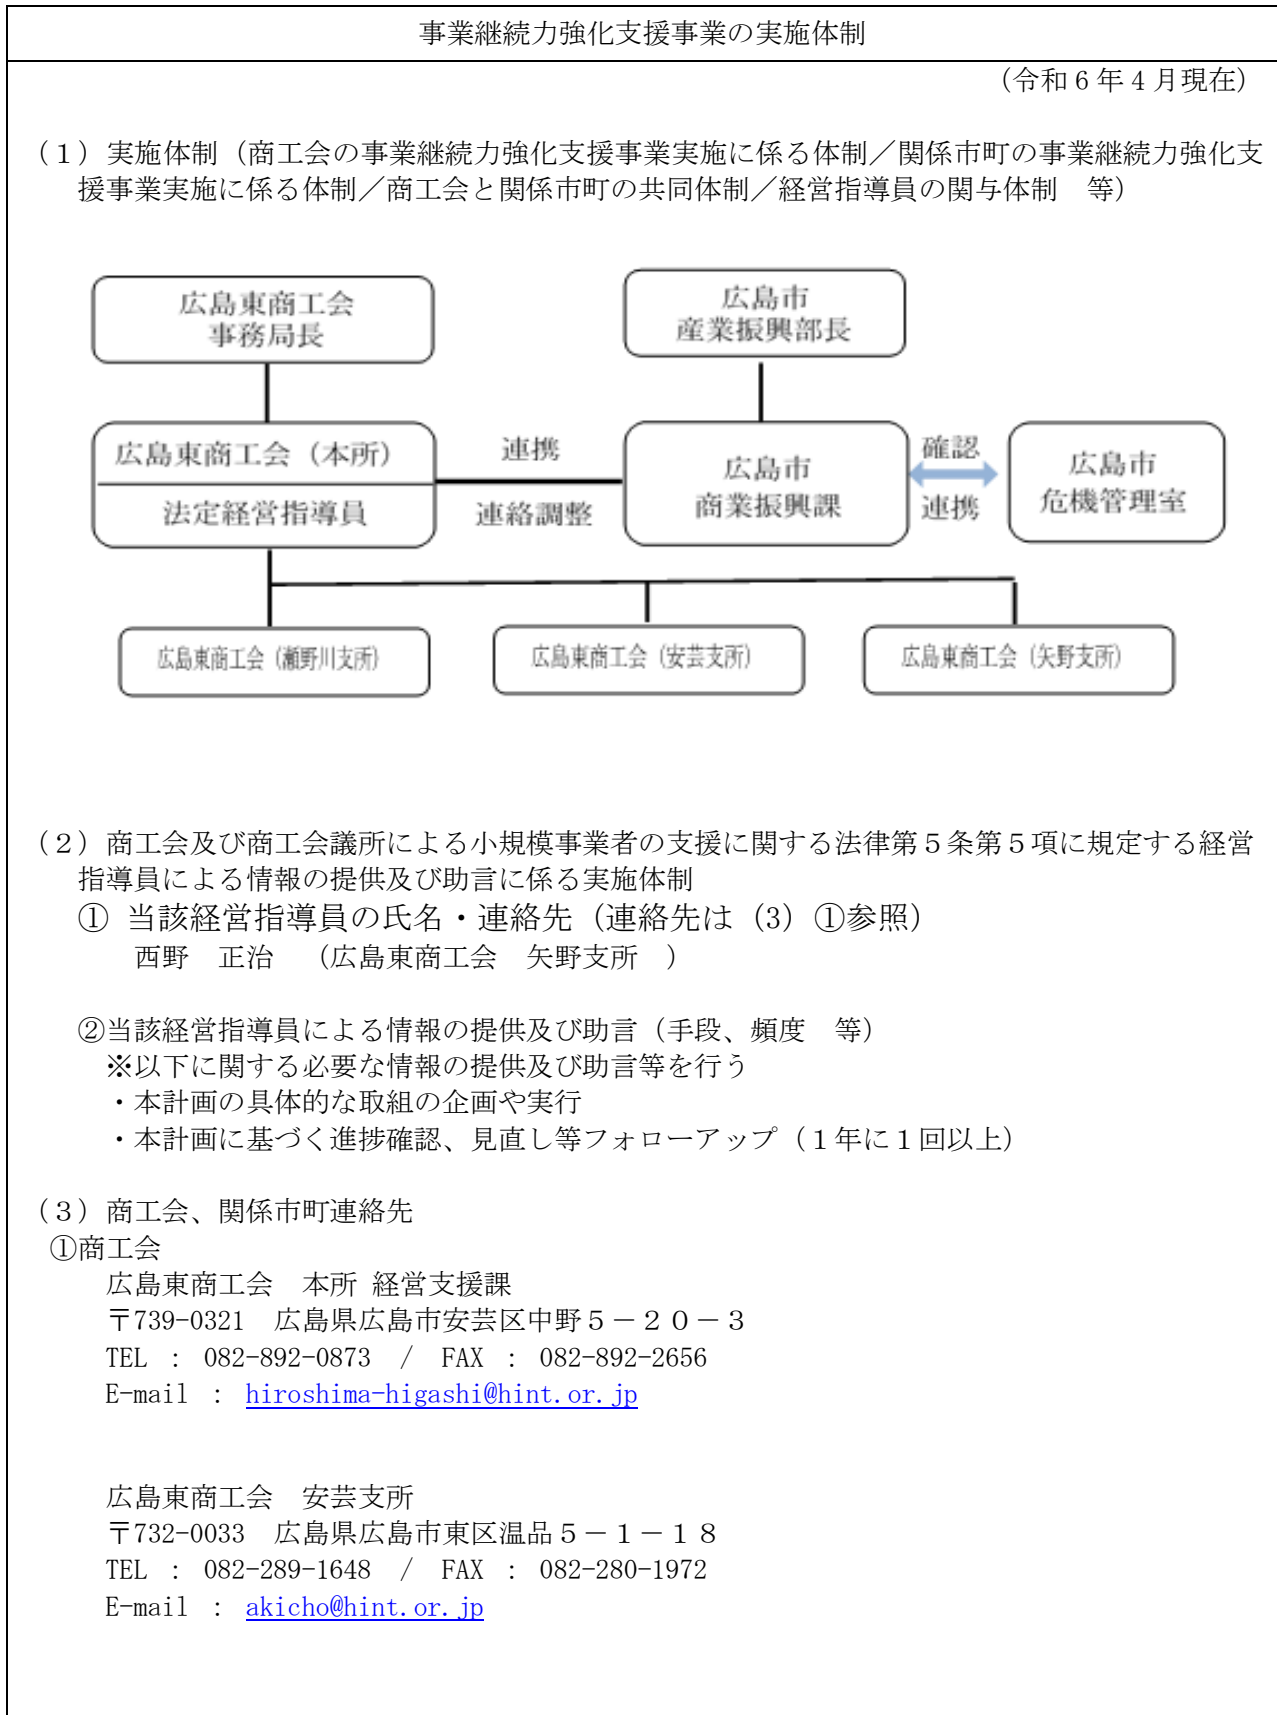 事業継続力強化支援事業の実施体制
(令和6年4月現在)
(1)実施体制(商工会の事業継続力強化支援事業実施に係る体制/関係市町の事業継続力強化支
援事業実施に係る体制/商工会と関係市町の共同体制/経営指導員の関与体制 等)
広島東商工会
事務局長
広島市
産業振興部長
広島東商工会(本所)
法定経営指導員
連携
連絡調整
広島市
商業振興課
確認
連携
広島市
危機管理室
広島東商工会(瀬野川支所)
広島東商工会(安芸支所)
広島東商工会(矢野支所)
(2)商工会及び商工会議所による小規模事業者の支援に関する法律第5条第5項に規定する経営
指導員による情報の提供及び助言に係る実施体制
① 当該経営指導員の氏名・連絡先(連絡先は(3)①参照)
西野 正治 (広島東商工会 矢野支所 )
②当該経営指導員による情報の提供及び助言(手段、頻度 等)
※以下に関する必要な情報の提供及び助言等を行う
・本計画の具体的な取組の企画や実行
・本計画に基づく進捗確認、見直し等フォローアップ(1年に1回以上)
(3)商工会、関係市町連絡先
①商工会
広島東商工会 本所 経営支援課
〒739-0321 広島県広島市安芸区中野5-20-3
TEL : 082-892-0873 / FAX : 082-892-2656
E-mail : hiroshima-higashi@hint.or.jp
広島東商工会 安芸支所
〒732-0033 広島県広島市東区温品5-1-18
TEL : 082-289-1648 / FAX : 082-280-1972
E-mail : akicho@hint.or.jp